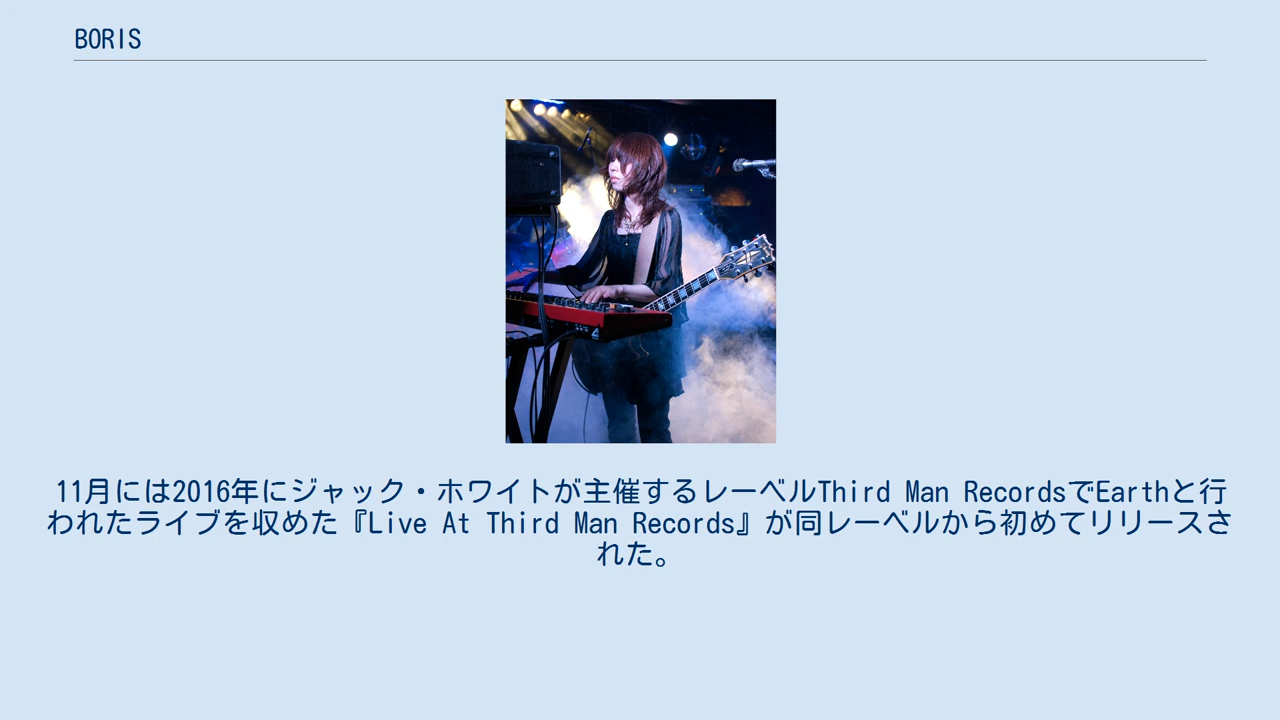 BORIS
11月には2016年にジャック・ホワイトが主催するレーベルThird Man RecordsでEarthと行
われたライブを収めた『Live At Third Man Records』が同レーベルから初めてリリースさ
れた。